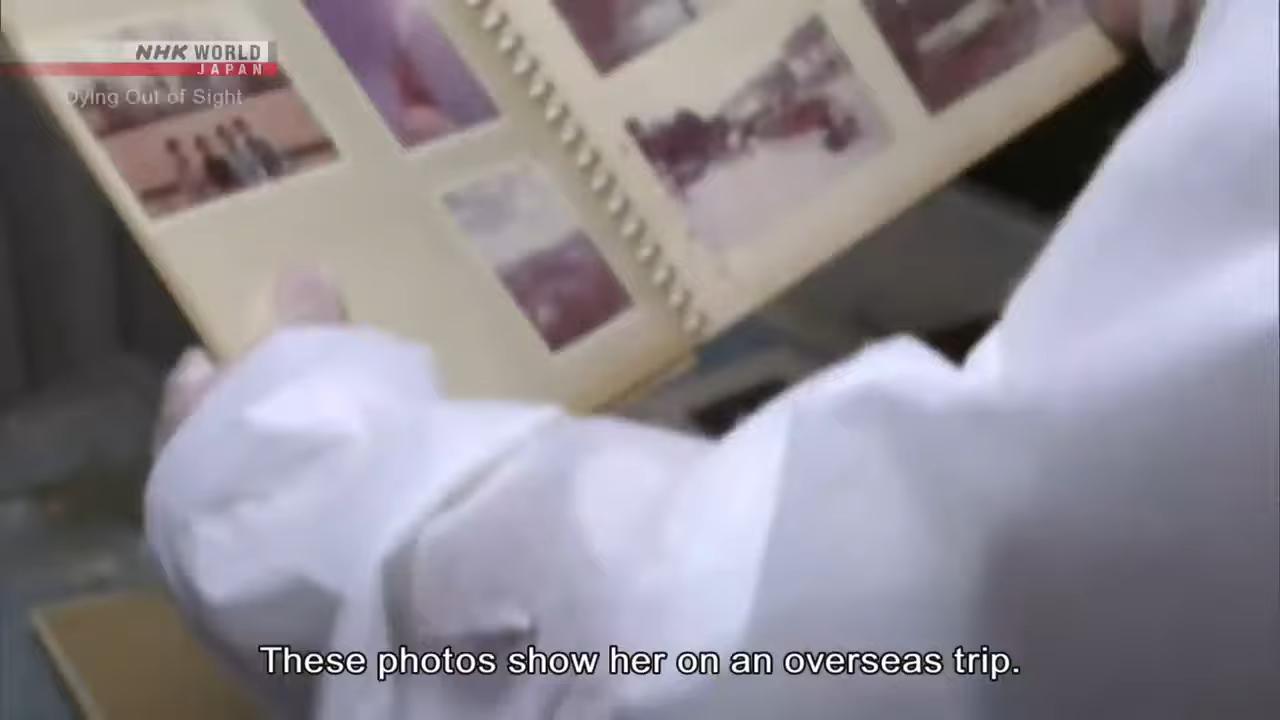 NHK WORLD
JAPAN
Dying Out of Sight
These photos show her on an overseas trip.